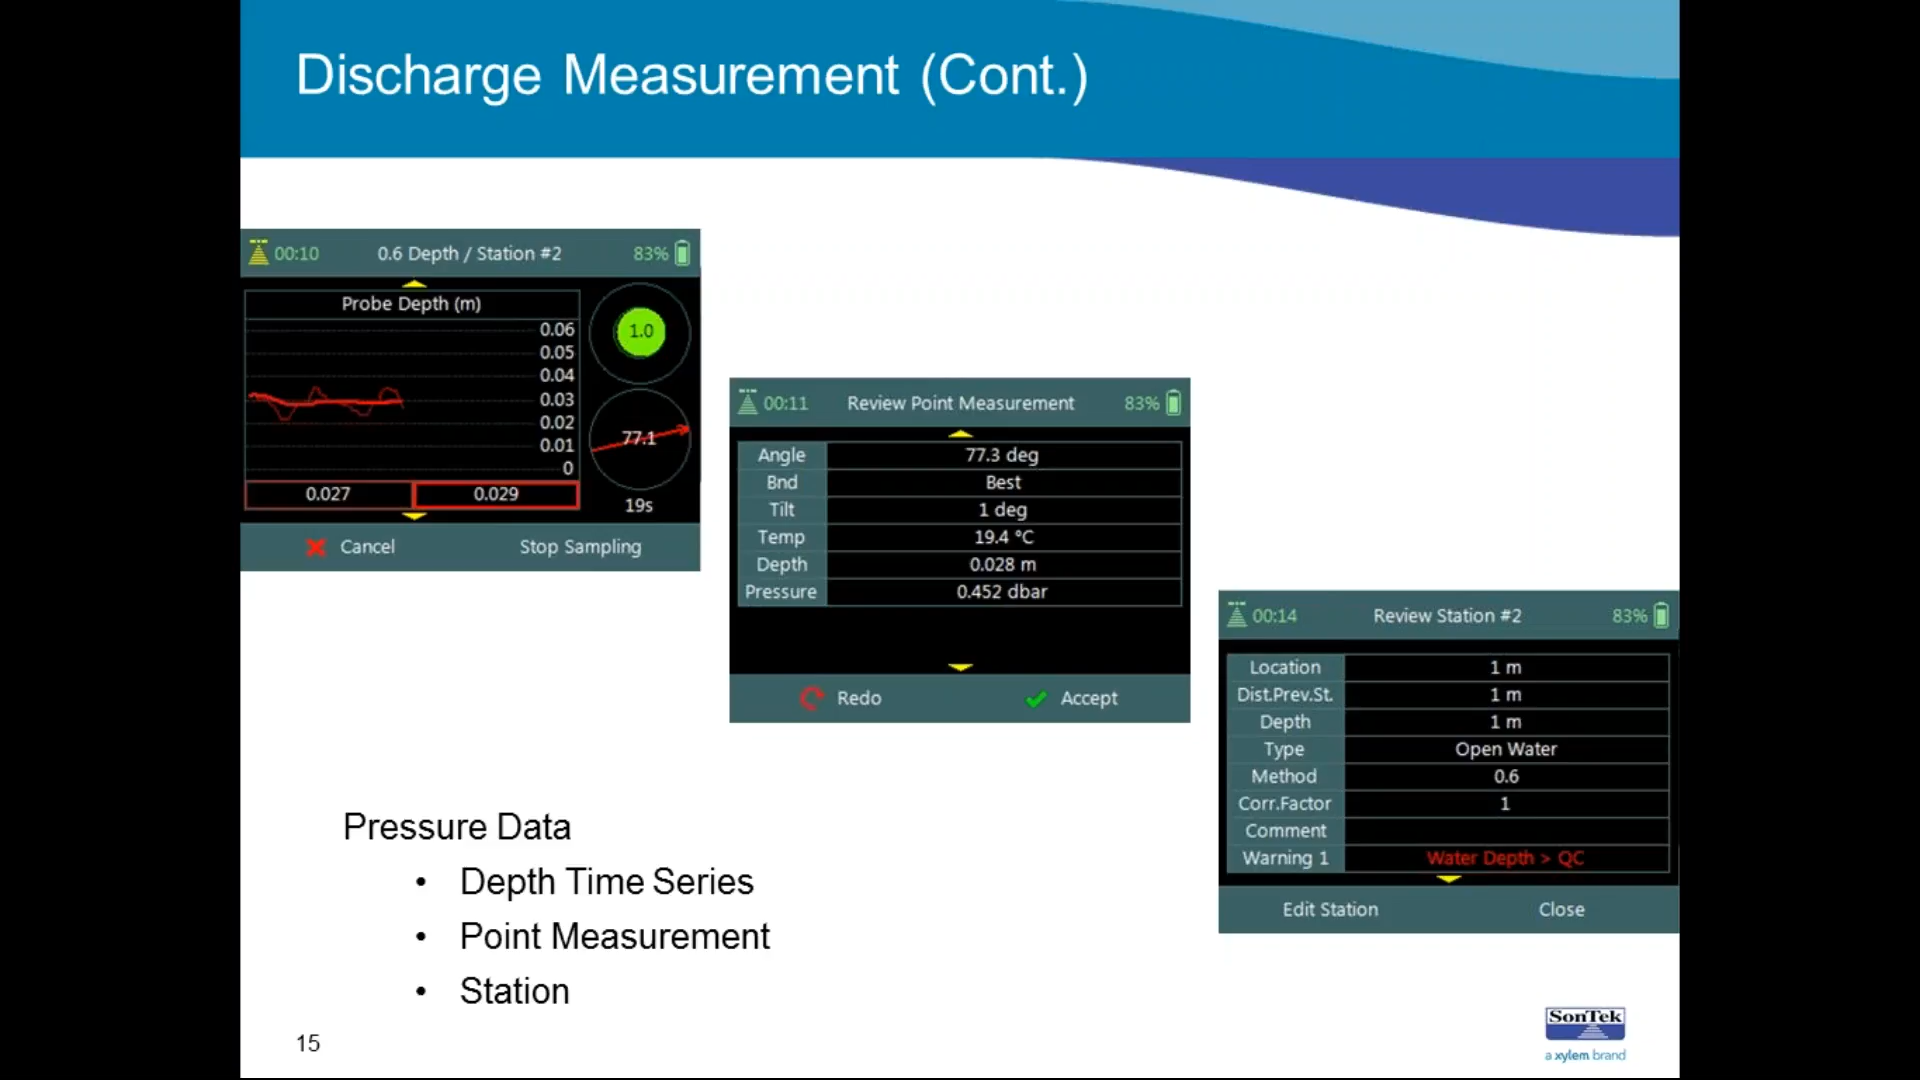 Discharge Measurement (Cont.)
00:10 0.6 Depth / Station #2 83%
Probe Depth (m)
0.06
0.05
0.04
0.03
0.02
0.01
0
0.027 0.029
1.0
77.1
19s
Cancel Stop Sampling
00:11 Review Point Measurement 83%
Angle 77.3 deg
Bnd Best
Tilt 1 deg
Temp 19.4 °C
Depth 0.028 m
Pressure 0.452 dbar
Redo Accept
00:14 Review Station #2 83%
Location 1 m
Dist.Prev.St. 1 m
Depth 1 m
Type Open Water
Method 0.6
Corr.Factor 1
Comment
Warning 1 Water Depth > QC
Edit Station Close
Pressure Data
• Depth Time Series
• Point Measurement
• Station
15
SonTek
a xylem brand